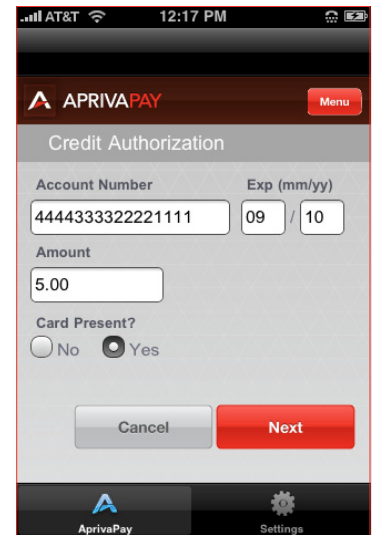 AT&T 12:17 PM
APRIVAPAY Menu
Credit Authorization
Account Number Exp (mm/yy)
4444333322221111 09 / 10
Amount
5.00
Card Present?
No Yes
Cancel Next
AprivaPay Settings